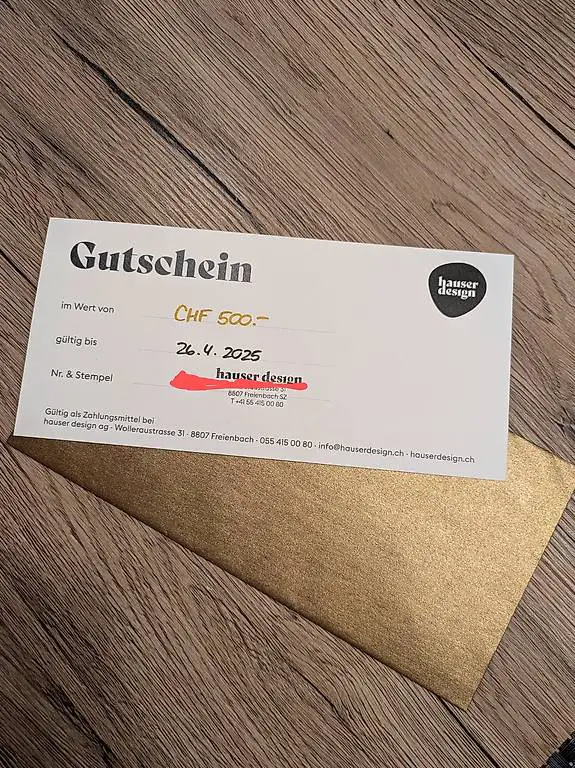 Gutschein
hauser
design
im Wert von CHF 500.-
gültig bis 26.4.2025
Nr. & Stempel hauser design
8807 Freienbach SZ
T +41 55 415 00 80
Gültig als Zahlungsmittel bei
hauser design ag · Wolleraustrasse 31 · 8807 Freienbach · 055 415 00 80 · info@hauserdesign.ch · hauserdesign.ch